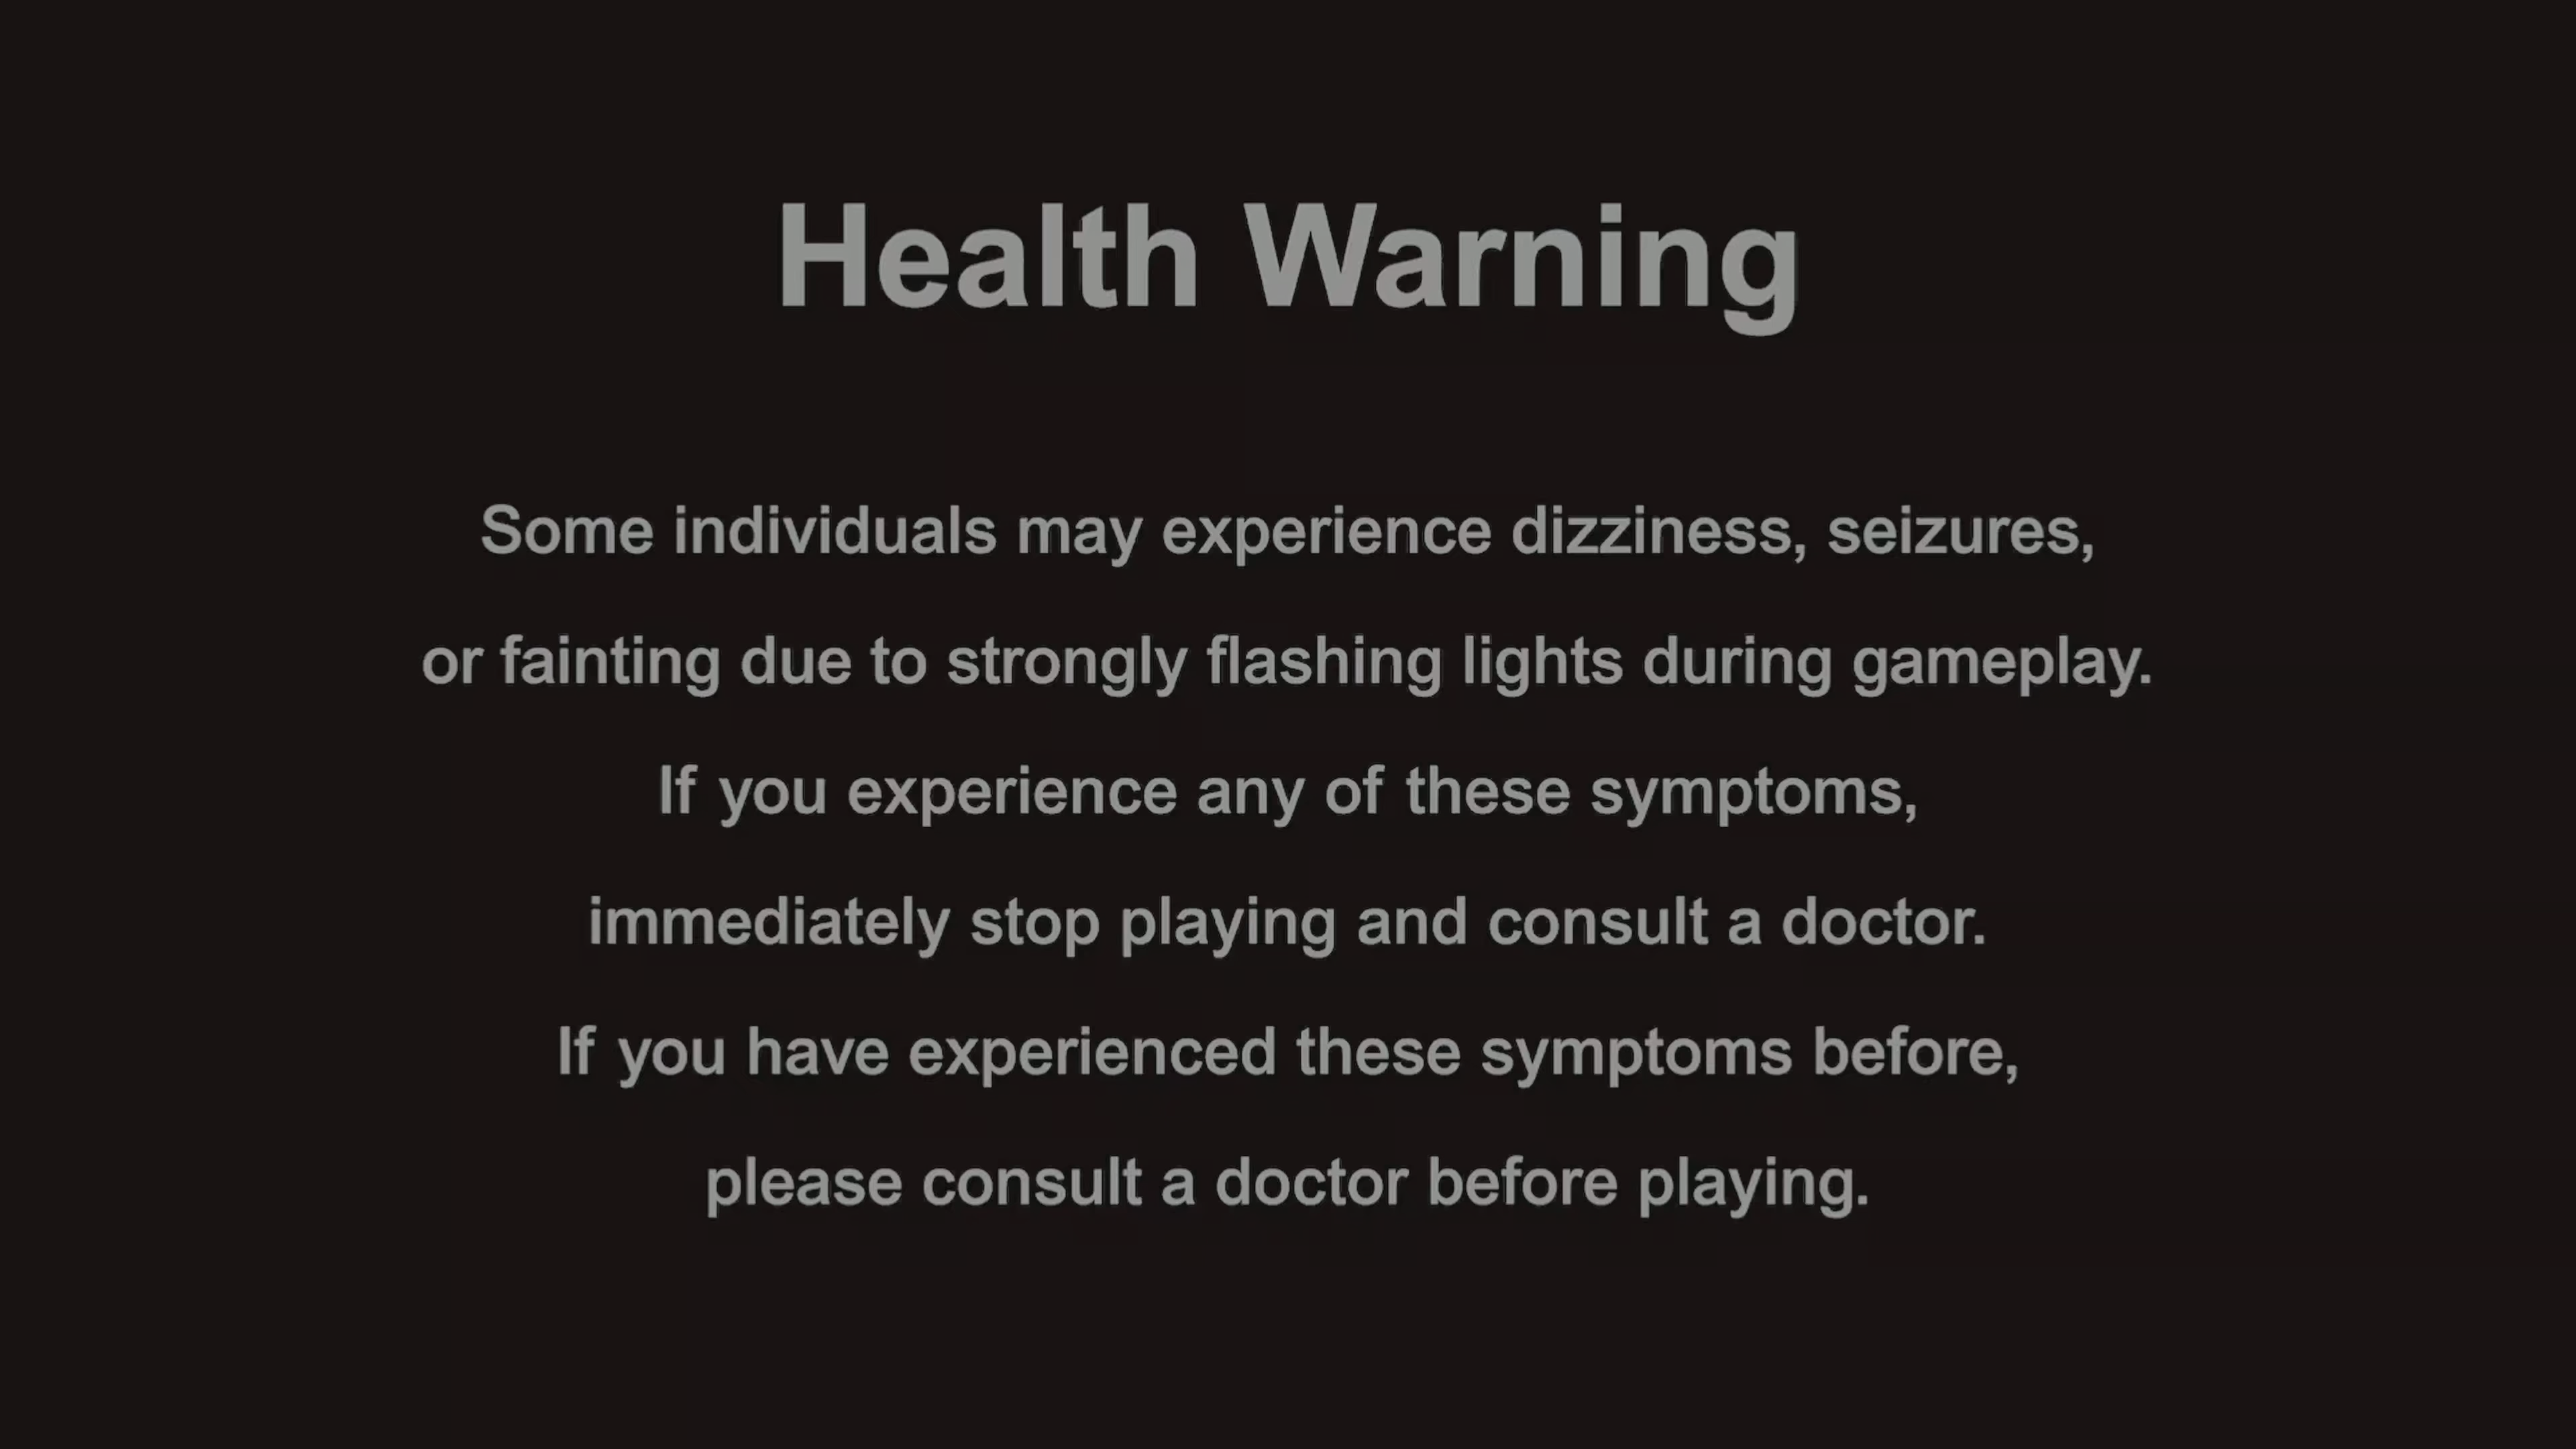 Health Warning
Some individuals may experience dizziness, seizures,
or fainting due to strongly flashing lights during gameplay.
If you experience any of these symptoms,
immediately stop playing and consult a doctor.
If you have experienced these symptoms before,
please consult a doctor before playing.